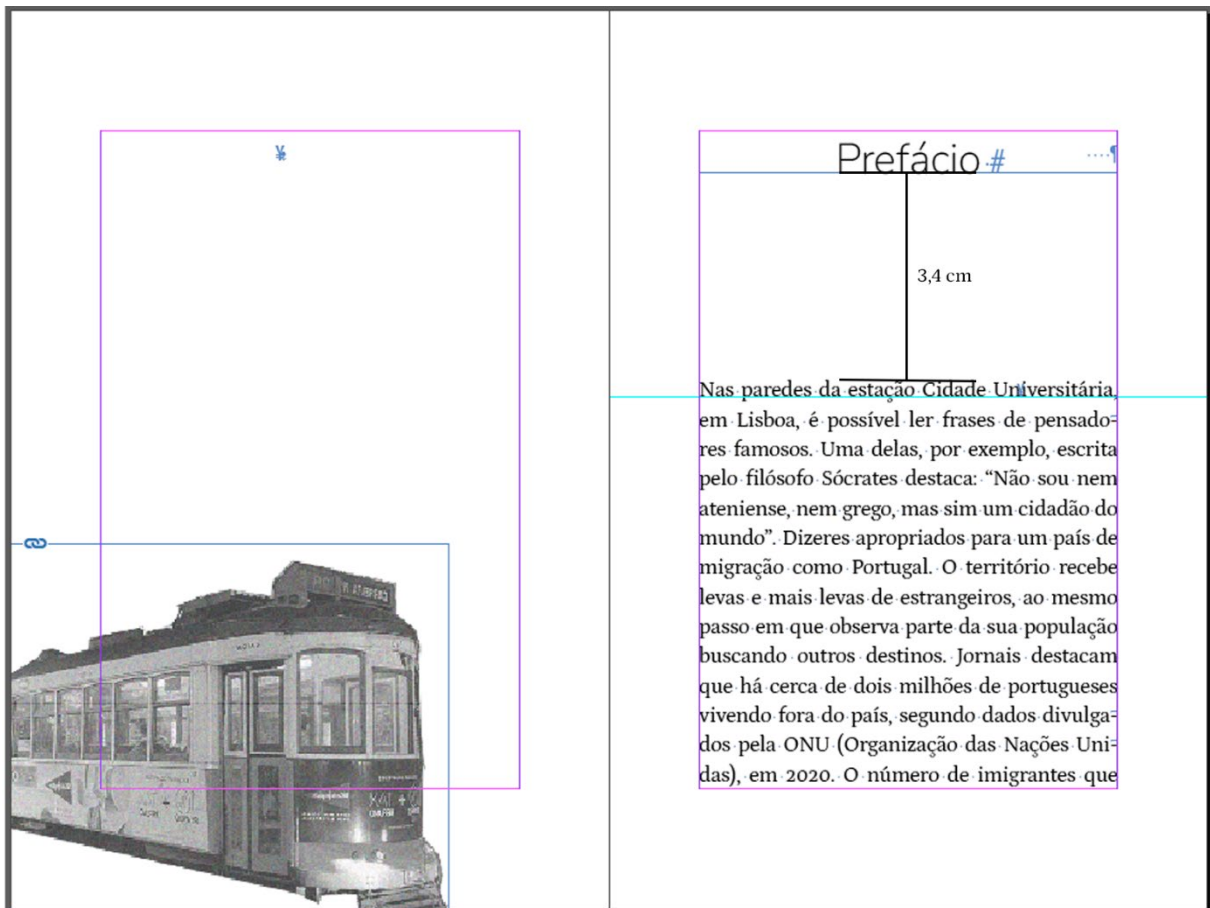 Prefácio
3,4 cm
Nas paredes da estação Cidade Universitária,
em Lisboa, é possível ler frases de pensado-
res famosos. Uma delas, por exemplo, escrita
pelo filósofo Sócrates destaca: “Não sou nem
ateniense, nem grego, mas sim um cidadão do
mundo”. Dizeres apropriados para um país de
migração como Portugal. O território recebe
levas e mais levas de estrangeiros, ao mesmo
passo em que observa parte da sua população
buscando outros destinos. Jornais destacam
que há cerca de dois milhões de portugueses
vivendo fora do país, segundo dados divulga-
dos pela ONU (Organização das Nações Uni-
das), em 2020. O número de imigrantes que